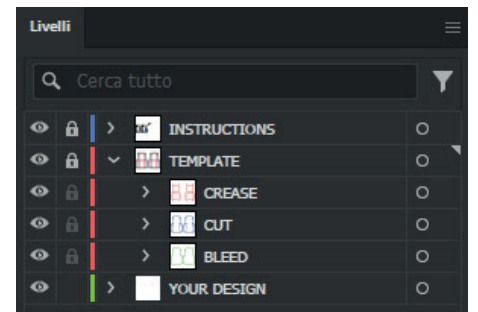 Livelli
Cerca tutto
INSTRUCTIONS
TEMPLATE
CREASE
CUT
BLEED
YOUR DESIGN